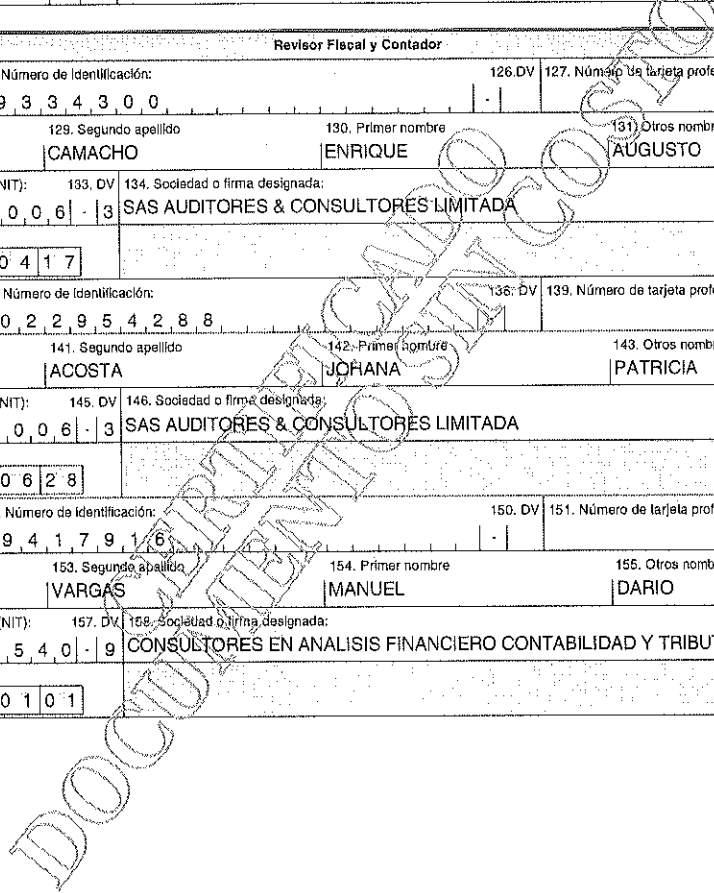 Revisor Fiscal y Contador
Número de Identificación: 126.DV 127. Número de tarjeta profe
9 3 3 4 3 0 0 -
129. Segundo apellido 130. Primer nombre 131. Otros nombr
CAMACHO ENRIQUE AUGUSTO
NIT): 133. DV 134. Sociedad o firma designada:
0 0 6 - 3 SAS AUDITORES & CONSULTORES LIMITADA
0 4 1 7
Número de Identificación: 138. DV 139. Número de tarjeta profe
0 2 2 9 5 4 2 8 8
141. Segundo apellido 142. Primer nombre 143. Otros nombr
ACOSTA JOHANA PATRICIA
NIT): 145. DV 146. Sociedad o firma designada:
0 0 6 - 3 SAS AUDITORES & CONSULTORES LIMITADA
0 6 2 8
Número de identificación: 150. DV 151. Número de tarjeta prof
9 4 1 7 9 1 6 -
153. Segundo apellido 154. Primer nombre 155. Otros nomb
VARGAS MANUEL DARIO
(NIT): 157. DV 158. Sociedad o firma designada:
5 4 0 - 9 CONSULTORES EN ANALISIS FINANCIERO CONTABILIDAD Y TRIBUT
0 1 0 1
CERTIFICADO
DOCUMENTO SIN COSTO